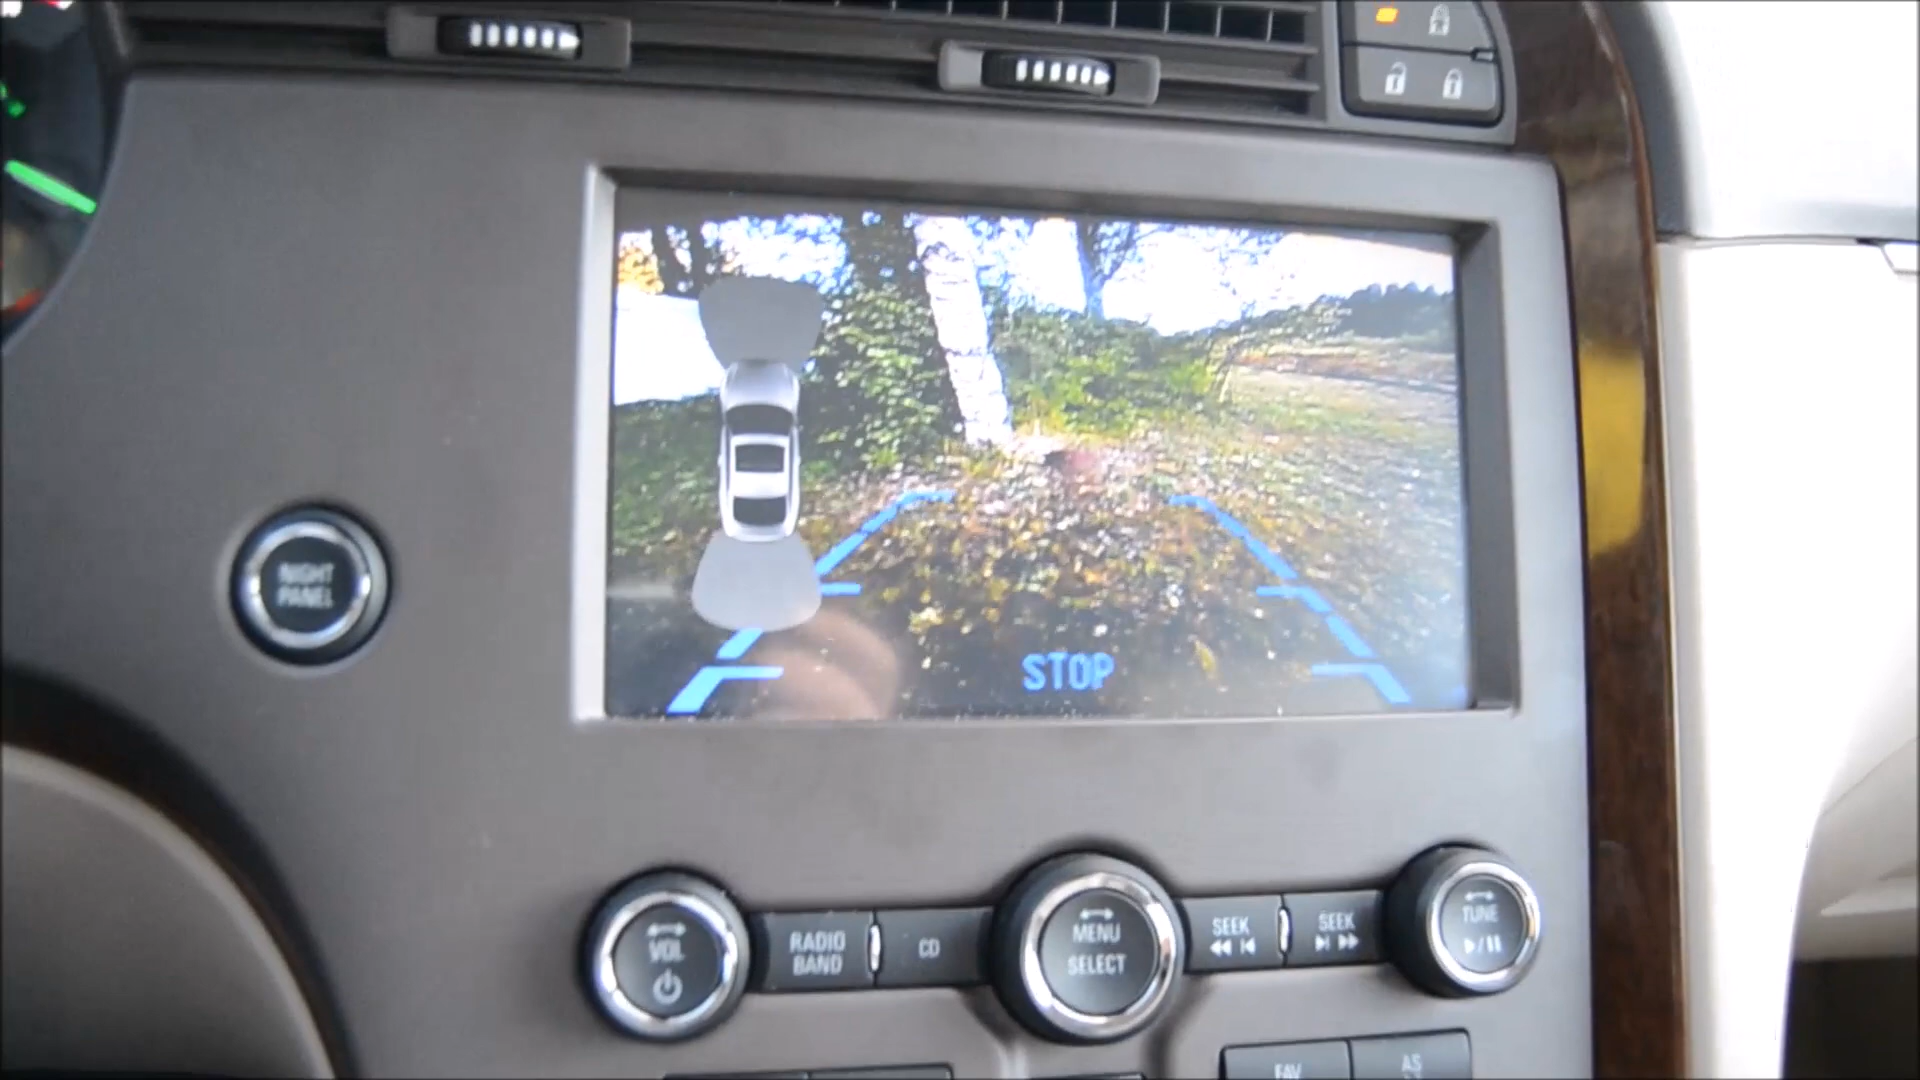 NIGHT
PANEL
STOP
VOL
RADIO
BAND
CD
MENU
SELECT
SEEK
SEEK
TUNE
FAV
AS